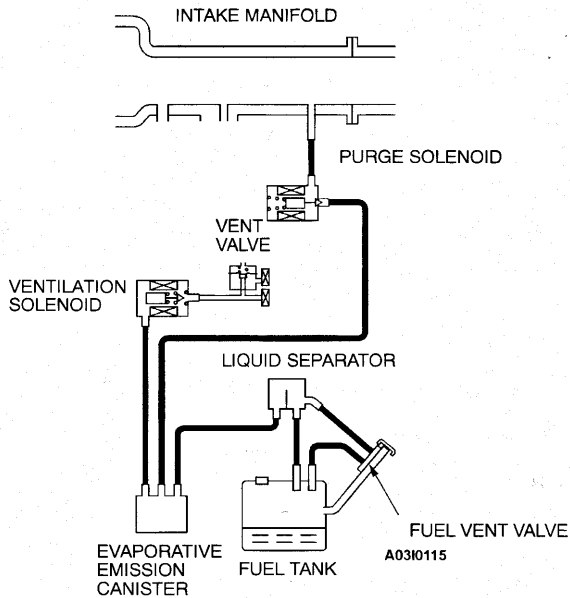 INTAKE MANIFOLD
PURGE SOLENOID
VENT
VALVE
VENTILATION
SOLENOID
LIQUID SEPARATOR
FUEL VENT VALVE
A03I0115
EVAPORATIVE
EMISSION
CANISTER
FUEL TANK